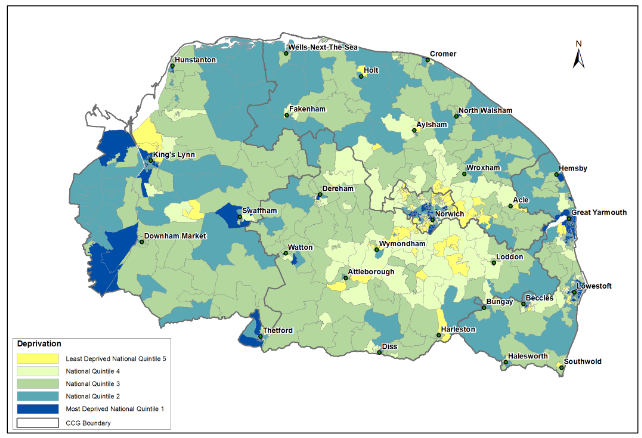 Wells-Next-The-Sea
Cromer
N
Hunstanton
Holt
Fakenham
North Walsham
Aylsham
King's Lynn
Wroxham
Hemsby
Dereham
Acle
Swaffham
Norwich
Great Yarmouth
Downham Market
Watton
Wymondham
Loddon
Attleborough
Lowestoft
Bungay
Beccles
Thetford
Harleston
Diss
Halesworth
Southwold
Deprivation
Least Deprived National Quintile 5
National Quintile 4
National Quintile 3
National Quintile 2
Most Deprived National Quintile 1
CCG Boundary